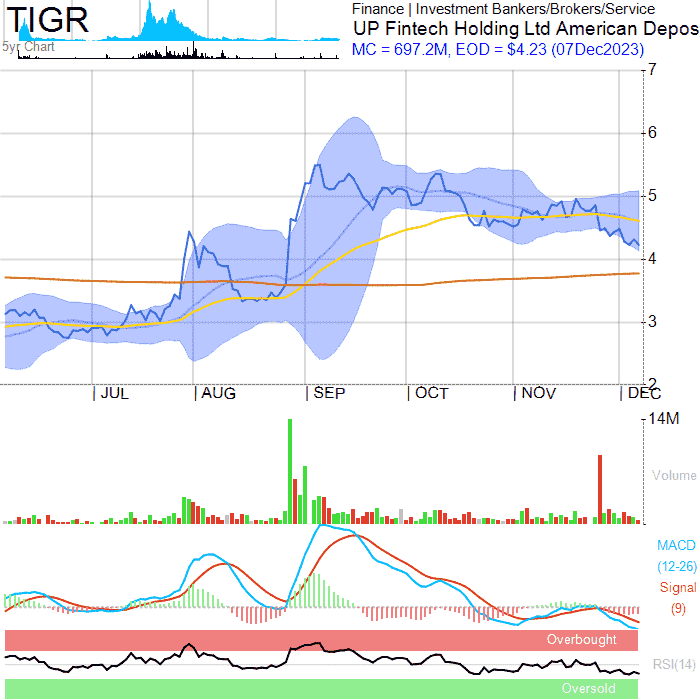 TIGR
5yr Chart
Finance | Investment Bankers/Brokers/Service
UP Fintech Holding Ltd American Depos
MC = 697.2M, EOD = $4.23 (07Dec2023)
7
6
5
4
3
2
JUL AUG SEP OCT NOV DEC
14M
Volume
MACD
(12-26)
Signal
(9)
Overbought
RSI(14)
Oversold